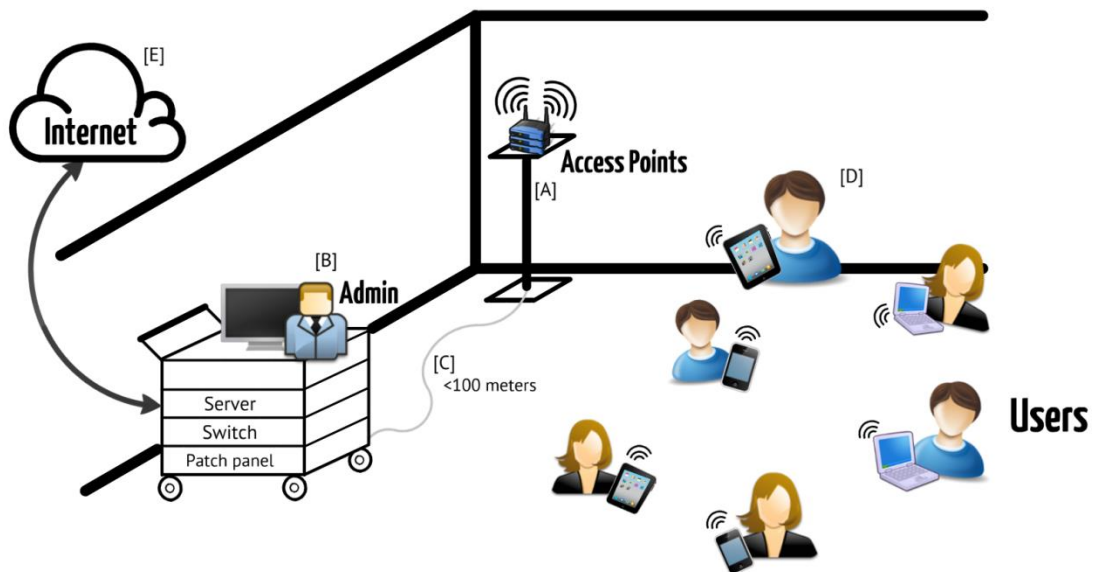 [E]
Internet
Access Points
[A]
[D]
[B]
Admin
[C]
<100 meters
Server
Switch
Patch panel
Users